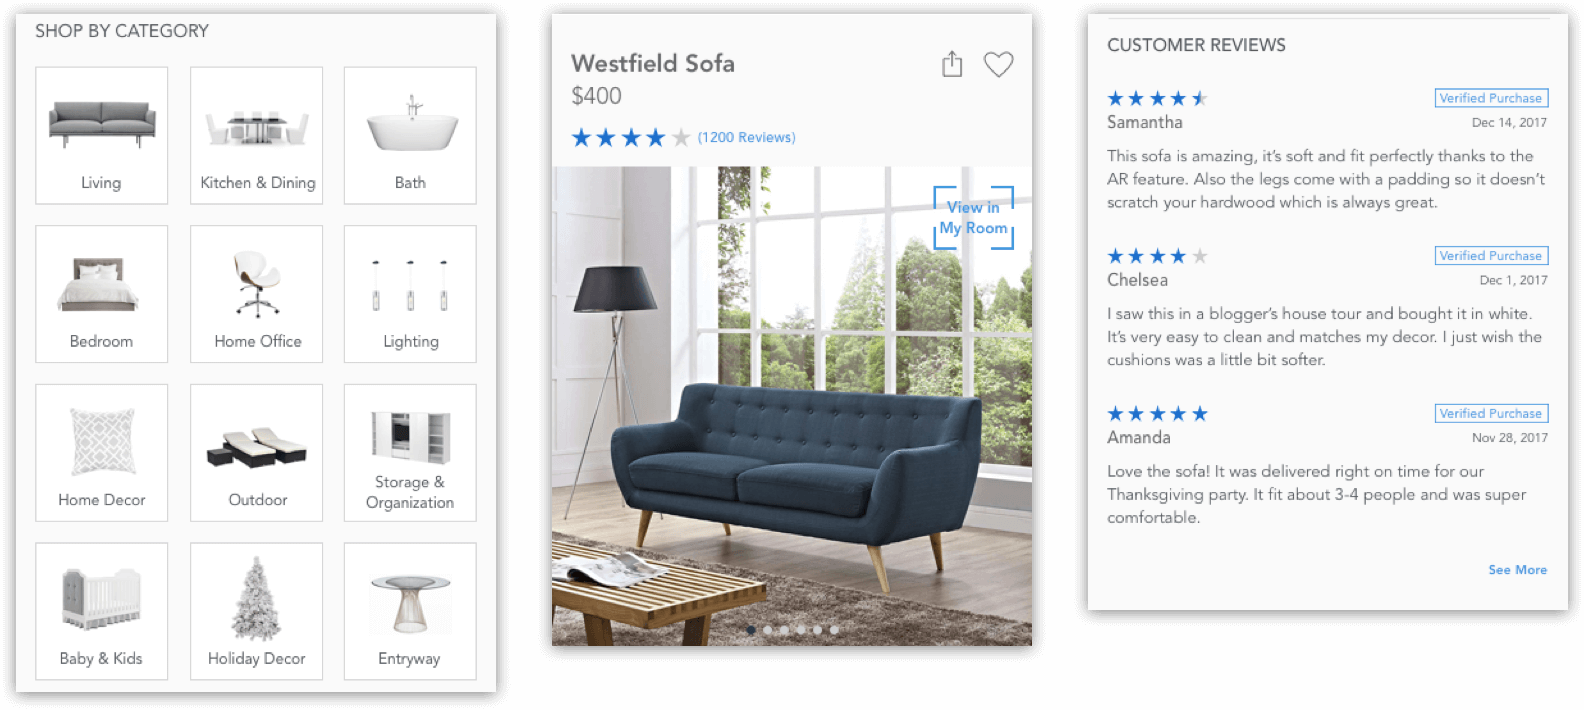 SHOP BY CATEGORY
Living
Kitchen & Dining
Bath
Bedroom
Home Office
Lighting
Home Decor
Outdoor
Storage &
Organization
Baby & Kids
Holiday Decor
Entryway
Westfield Sofa
$400
(1200 Reviews)
View in
My Room
CUSTOMER REVIEWS
Verified Purchase
Samantha
Dec 14, 2017
This sofa is amazing, it’s soft and fit perfectly thanks to the
AR feature. Also the legs come with a padding so it doesn’t
scratch your hardwood which is always great.
Verified Purchase
Chelsea
Dec 1, 2017
I saw this in a blogger’s house tour and bought it in white.
It’s very easy to clean and matches my decor. I just wish the
cushions was a little bit softer.
Verified Purchase
Amanda
Nov 28, 2017
Love the sofa! It was delivered right on time for our
Thanksgiving party. It fit about 3-4 people and was super
comfortable.
See More